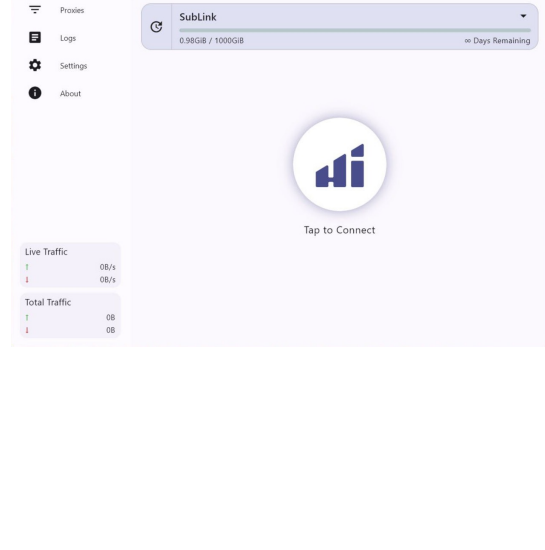 Proxies
Logs
Settings
About
SubLink
0.98GiB / 1000GiB
∞ Days Remaining
Tap to Connect
Live Traffic
↑ 0B/s
↓ 0B/s
Total Traffic
↑ 0B
↓ 0B